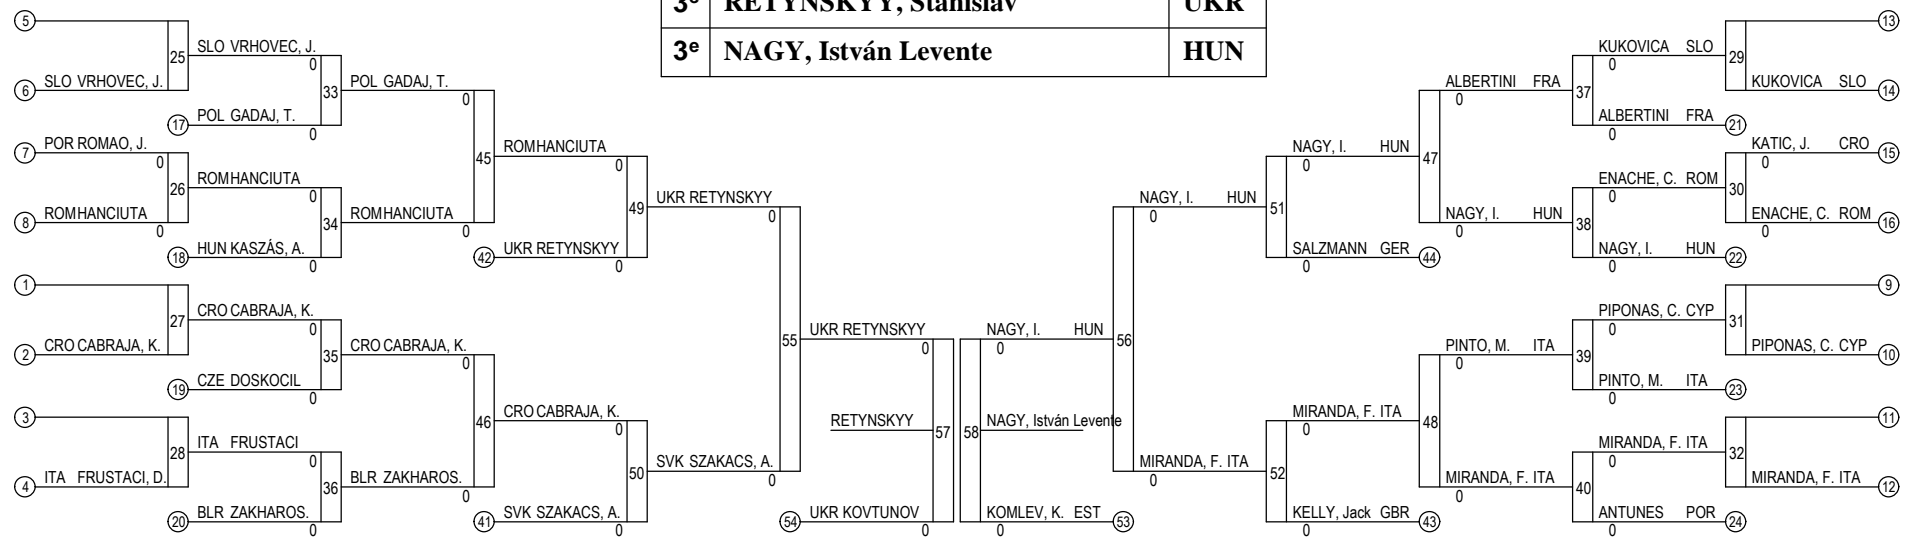 3e RETYNSKYY, Stanislav UKR
3e NAGY, István Levente HUN
5 13
25 SLO VRHOVEC, J. 0 KUKOVICA SLO 0 29
6 SLO VRHOVEC, J. 33 POL GADAJ, T. 0 ALBERTINI FRA 0 37 KUKOVICA SLO 14
17 POL GADAJ, T. 0 ALBERTINI FRA 0 21
7 POR ROMAO, J. 0 45 ROMHANCIUTA 0 NAGY, I. HUN 0 47 KATIC, J. CRO 0 15
26 ROMHANCIUTA 0 ENACHE, C. ROM 0 30
49 UKR RETYNSKYY 0 NAGY, I. HUN 0 51
8 ROMHANCIUTA 0 34 ROMHANCIUTA 0 NAGY, I. HUN 0 38 ENACHE, C. ROM 0 16
18 HUN KASZÁS, A. 0 42 UKR RETYNSKYY 0 SALZMANN GER 0 44 NAGY, I. HUN 0 22
1 9
27 CRO CABRAJA, K. 0 PIPONAS, C. CYP 0 31
55 UKR RETYNSKYY 0 NAGY, I. HUN 0 56
2 CRO CABRAJA, K. 35 CRO CABRAJA, K. 0 PINTO, M. ITA 0 39 PIPONAS, C. CYP 10
19 CZE DOSKOCIL 0 PINTO, M. ITA 0 23
3 46 CRO CABRAJA, K. 0 MIRANDA, F. ITA 0 48 11
RETYNSKYY 57 58 NAGY, István Levente
28 ITA FRUSTACI 0 MIRANDA, F. ITA 0 32
50 SVK SZAKACS, A. 0 MIRANDA, F. ITA 0 52
4 ITA FRUSTACI, D. 36 BLR ZAKHAROS. 0 MIRANDA, F. ITA 0 40 MIRANDA, F. ITA 12
20 BLR ZAKHAROS. 0 41 SVK SZAKACS, A. 0 54 UKR KOVTUNOV 0 KOMLEV, K. EST 0 53 KELLY, Jack GBR 0 43 ANTUNES POR 0 24